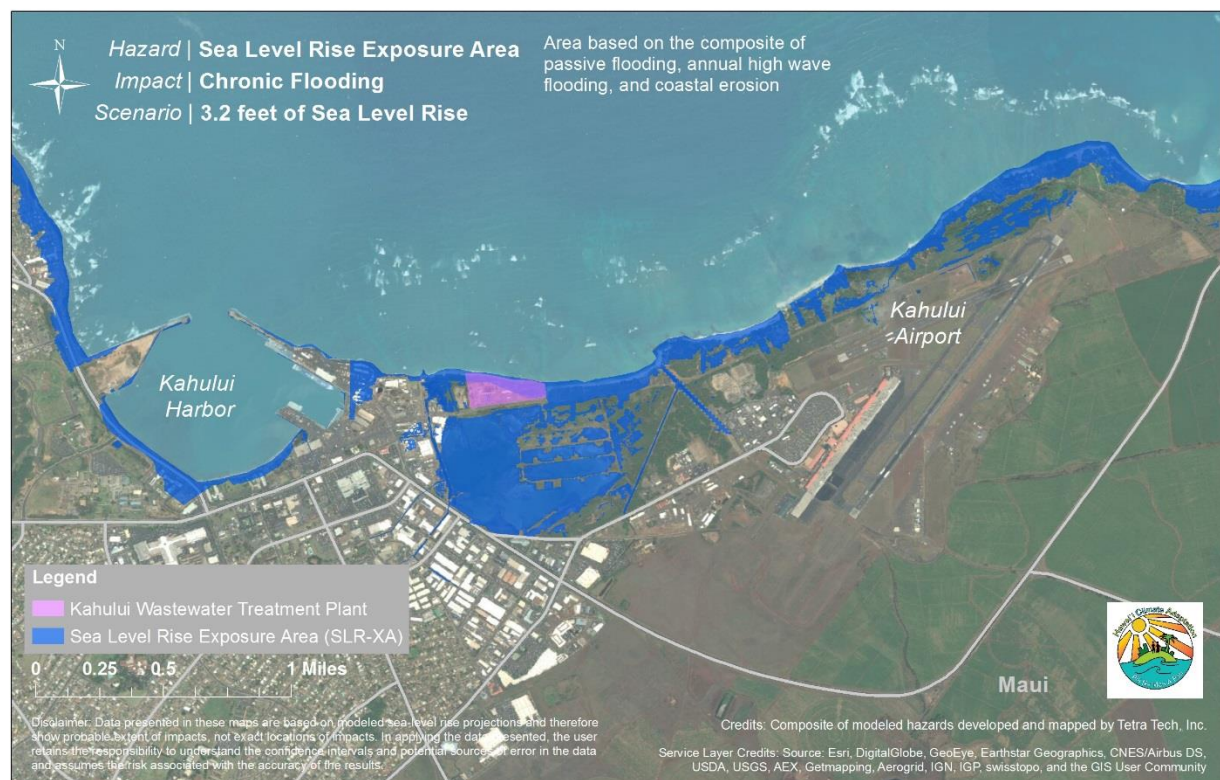 N
Hazard | Sea Level Rise Exposure Area
Impact | Chronic Flooding
Scenario | 3.2 feet of Sea Level Rise
Area based on the composite of
passive flooding, annual high wave
flooding, and coastal erosion
Kahului
Airport
Kahului
Harbor
Legend
Kahului Wastewater Treatment Plant
Sea Level Rise Exposure Area (SLR-XA)
0 0.25 0.5 1 Miles
Maui
Hawai'i Climate Adaptation
Disclaimer: Data presented in these maps are based on modeled sea-level rise projections and therefore
show probable extent of impacts, not exact locations of impacts. In applying the data presented, the user
retains the responsibility to understand the confidence intervals and potential sources of error in the data
and assumes the risk associated with the accuracy of the results.
Credits: Composite of modeled hazards developed and mapped by Tetra Tech, Inc.
Service Layer Credits: Source: Esri, DigitalGlobe, GeoEye, Earthstar Geographics, CNES/Airbus DS,
USDA, USGS, AEX, Getmapping, Aerogrid, IGN, IGP, swisstopo, and the GIS User Community